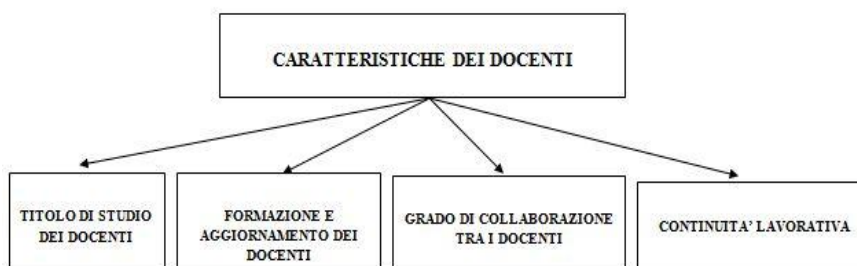 CARATTERISTICHE DEI DOCENTI
TITOLO DI STUDIO
DEI DOCENTI
FORMAZIONE E
AGGIORNAMENTO DEI
DOCENTI
GRADO DI COLLABORAZIONE
TRA I DOCENTI
CONTINUITA' LAVORATIVA